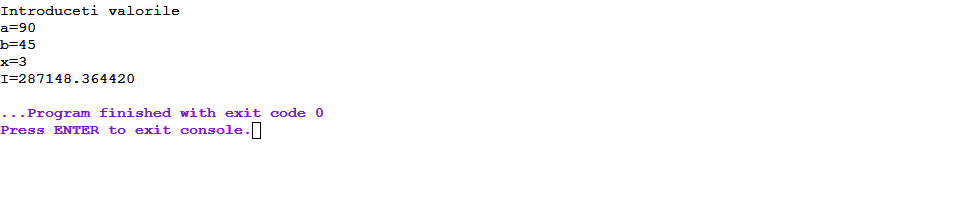 Introduceti valorile
a=90
b=45
x=3
I=287148.364420
...Program finished with exit code 0
Press ENTER to exit console.